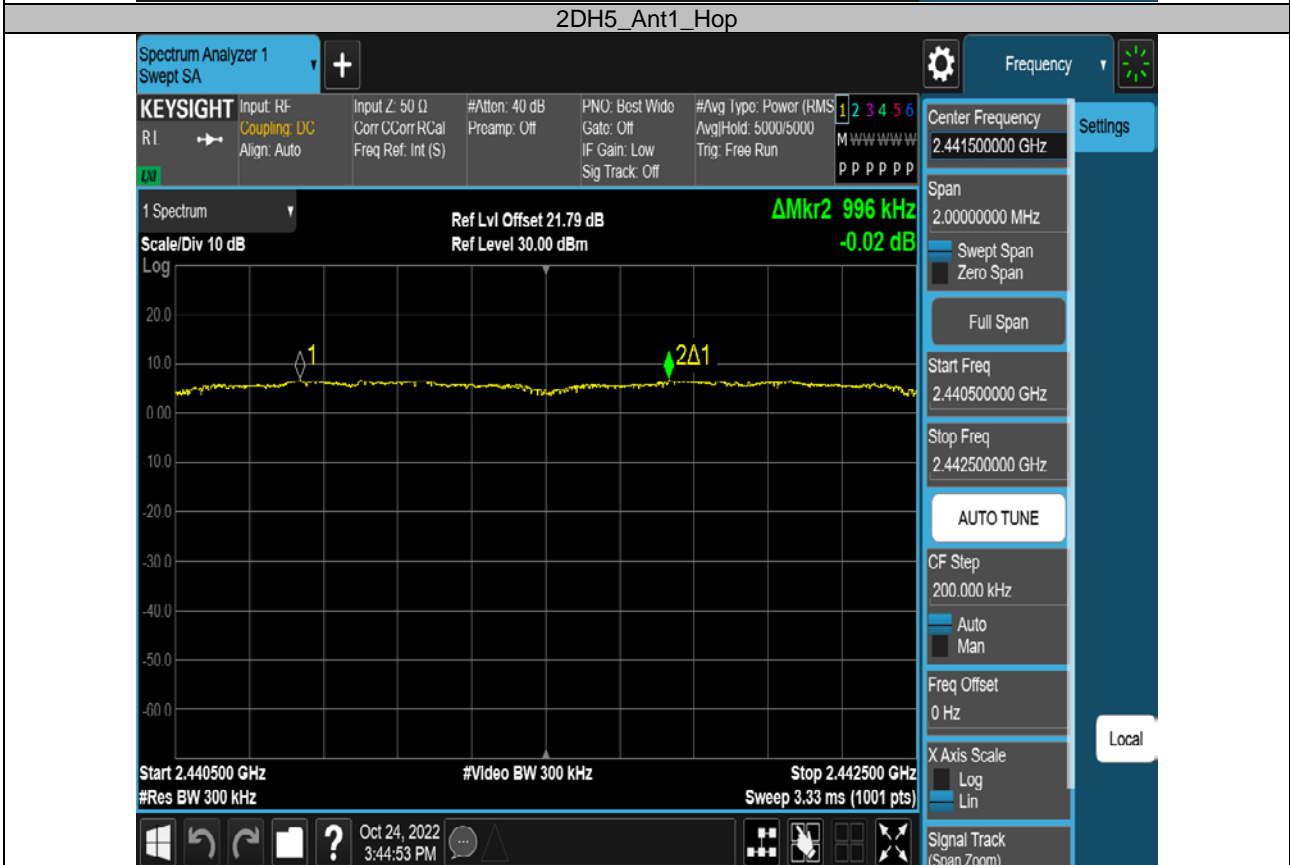 2DH5_Ant1_Hop
Spectrum Analyzer 1
Swept SA
+
Frequency
KEYSIGHT
RL
LXI
Input: RF
Coupling: DC
Align: Auto
Input Z: 50 Ω
Corr CCorr RCal
Freq Ref: Int (S)
#Atten: 40 dB
Preamp: Off
PNO: Best Wide
Gate: Off
IF Gain: Low
Sig Track: Off
#Avg Type: Power (RMS
Avg|Hold: 5000/5000
Trig: Free Run
1 2 3 4 5 6
M W W W W W
P P P P P P
1 Spectrum
Scale/Div 10 dB
Log
Ref Lvl Offset 21.79 dB
Ref Level 30.00 dBm
ΔMkr2 996 kHz
-0.02 dB
20.0
10.0
0.00
-10.0
-20.0
-30.0
-40.0
-50.0
-60.0
1
2Δ1
Start 2.440500 GHz
#Res BW 300 kHz
#Video BW 300 kHz
Stop 2.442500 GHz
Sweep 3.33 ms (1001 pts)
?
Oct 24, 2022
3:44:53 PM
Center Frequency
2.441500000 GHz
Settings
Span
2.00000000 MHz
Swept Span
Zero Span
Full Span
Start Freq
2.440500000 GHz
Stop Freq
2.442500000 GHz
AUTO TUNE
CF Step
200.000 kHz
Auto
Man
Freq Offset
0 Hz
Local
X Axis Scale
Log
Lin
Signal Track
(Span Zoom)